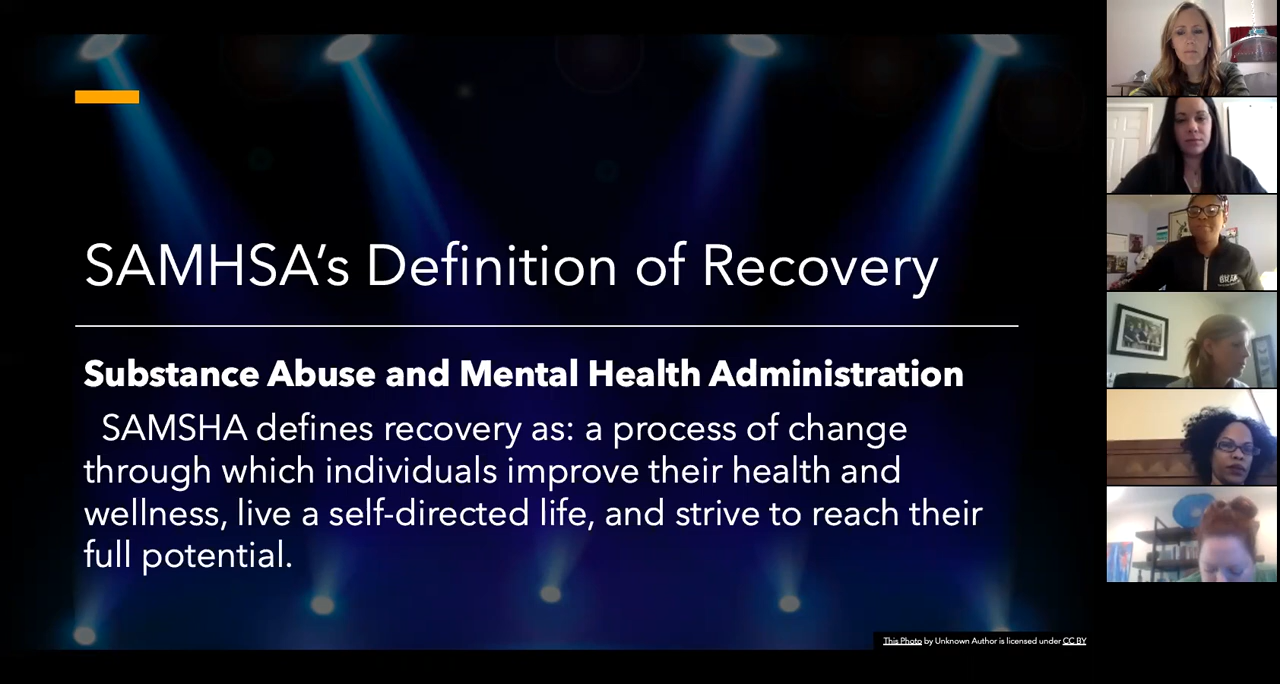 SAMHSA's Definition of Recovery
Substance Abuse and Mental Health Administration
SAMSHA defines recovery as: a process of change
through which individuals improve their health and
wellness, live a self-directed life, and strive to reach their
full potential.
This Photo by Unknown Author is licensed under CC BY